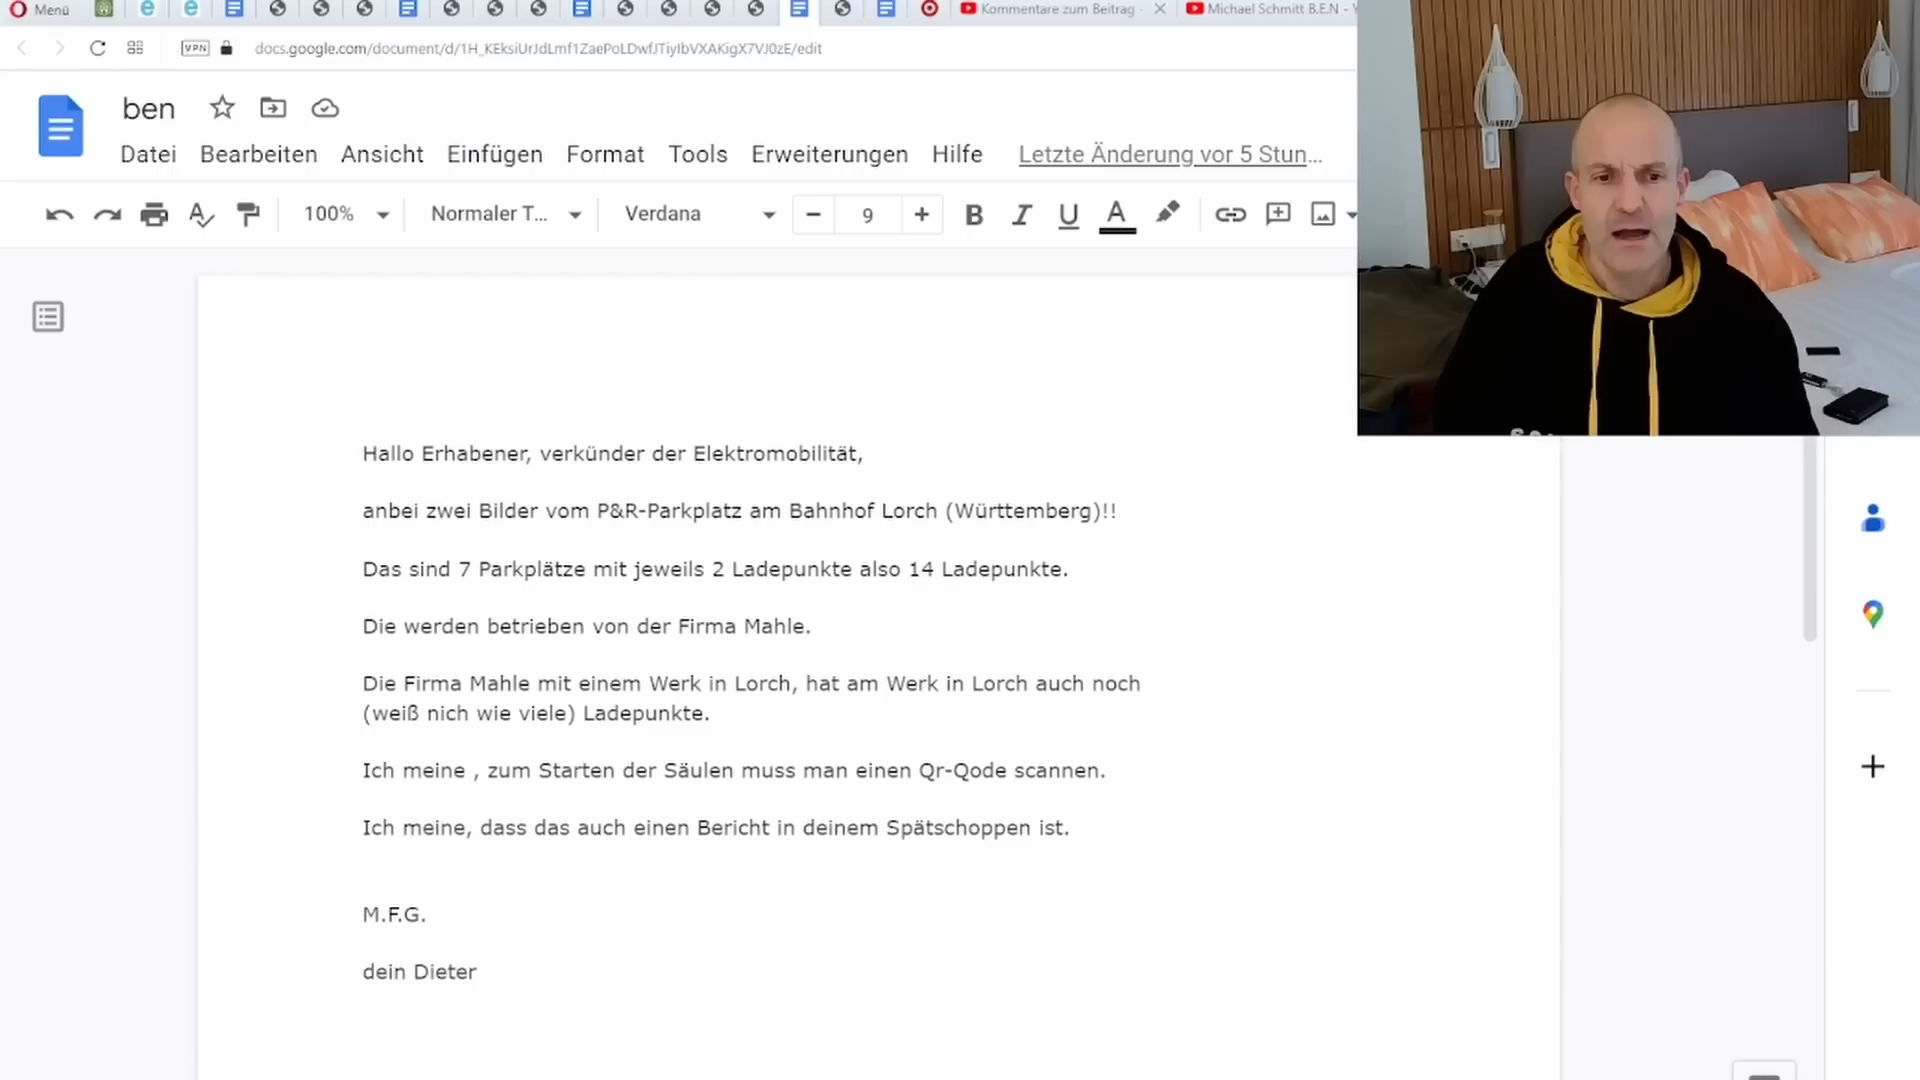 Menü
Kommentare zum Beitrag
Michael Schmitt B.E.N - Y
VPN
docs.google.com/document/d/1H_KEksiUrJdLmf1ZaePoLDwfJTiyIbVXAKigX7VJ0zE/edit
ben
Datei Bearbeiten Ansicht Einfügen Format Tools Erweiterungen Hilfe Letzte Änderung vor 5 Stun...
100% Normaler T... Verdana 9 B I U A
Hallo Erhabener, verkünder der Elektromobilität,
anbei zwei Bilder vom P&R-Parkplatz am Bahnhof Lorch (Württemberg)!!
Das sind 7 Parkplätze mit jeweils 2 Ladepunkte also 14 Ladepunkte.
Die werden betrieben von der Firma Mahle.
Die Firma Mahle mit einem Werk in Lorch, hat am Werk in Lorch auch noch
(weiß nich wie viele) Ladepunkte.
Ich meine , zum Starten der Säulen muss man einen Qr-Qode scannen.
Ich meine, dass das auch einen Bericht in deinem Spätschoppen ist.
M.F.G.
dein Dieter